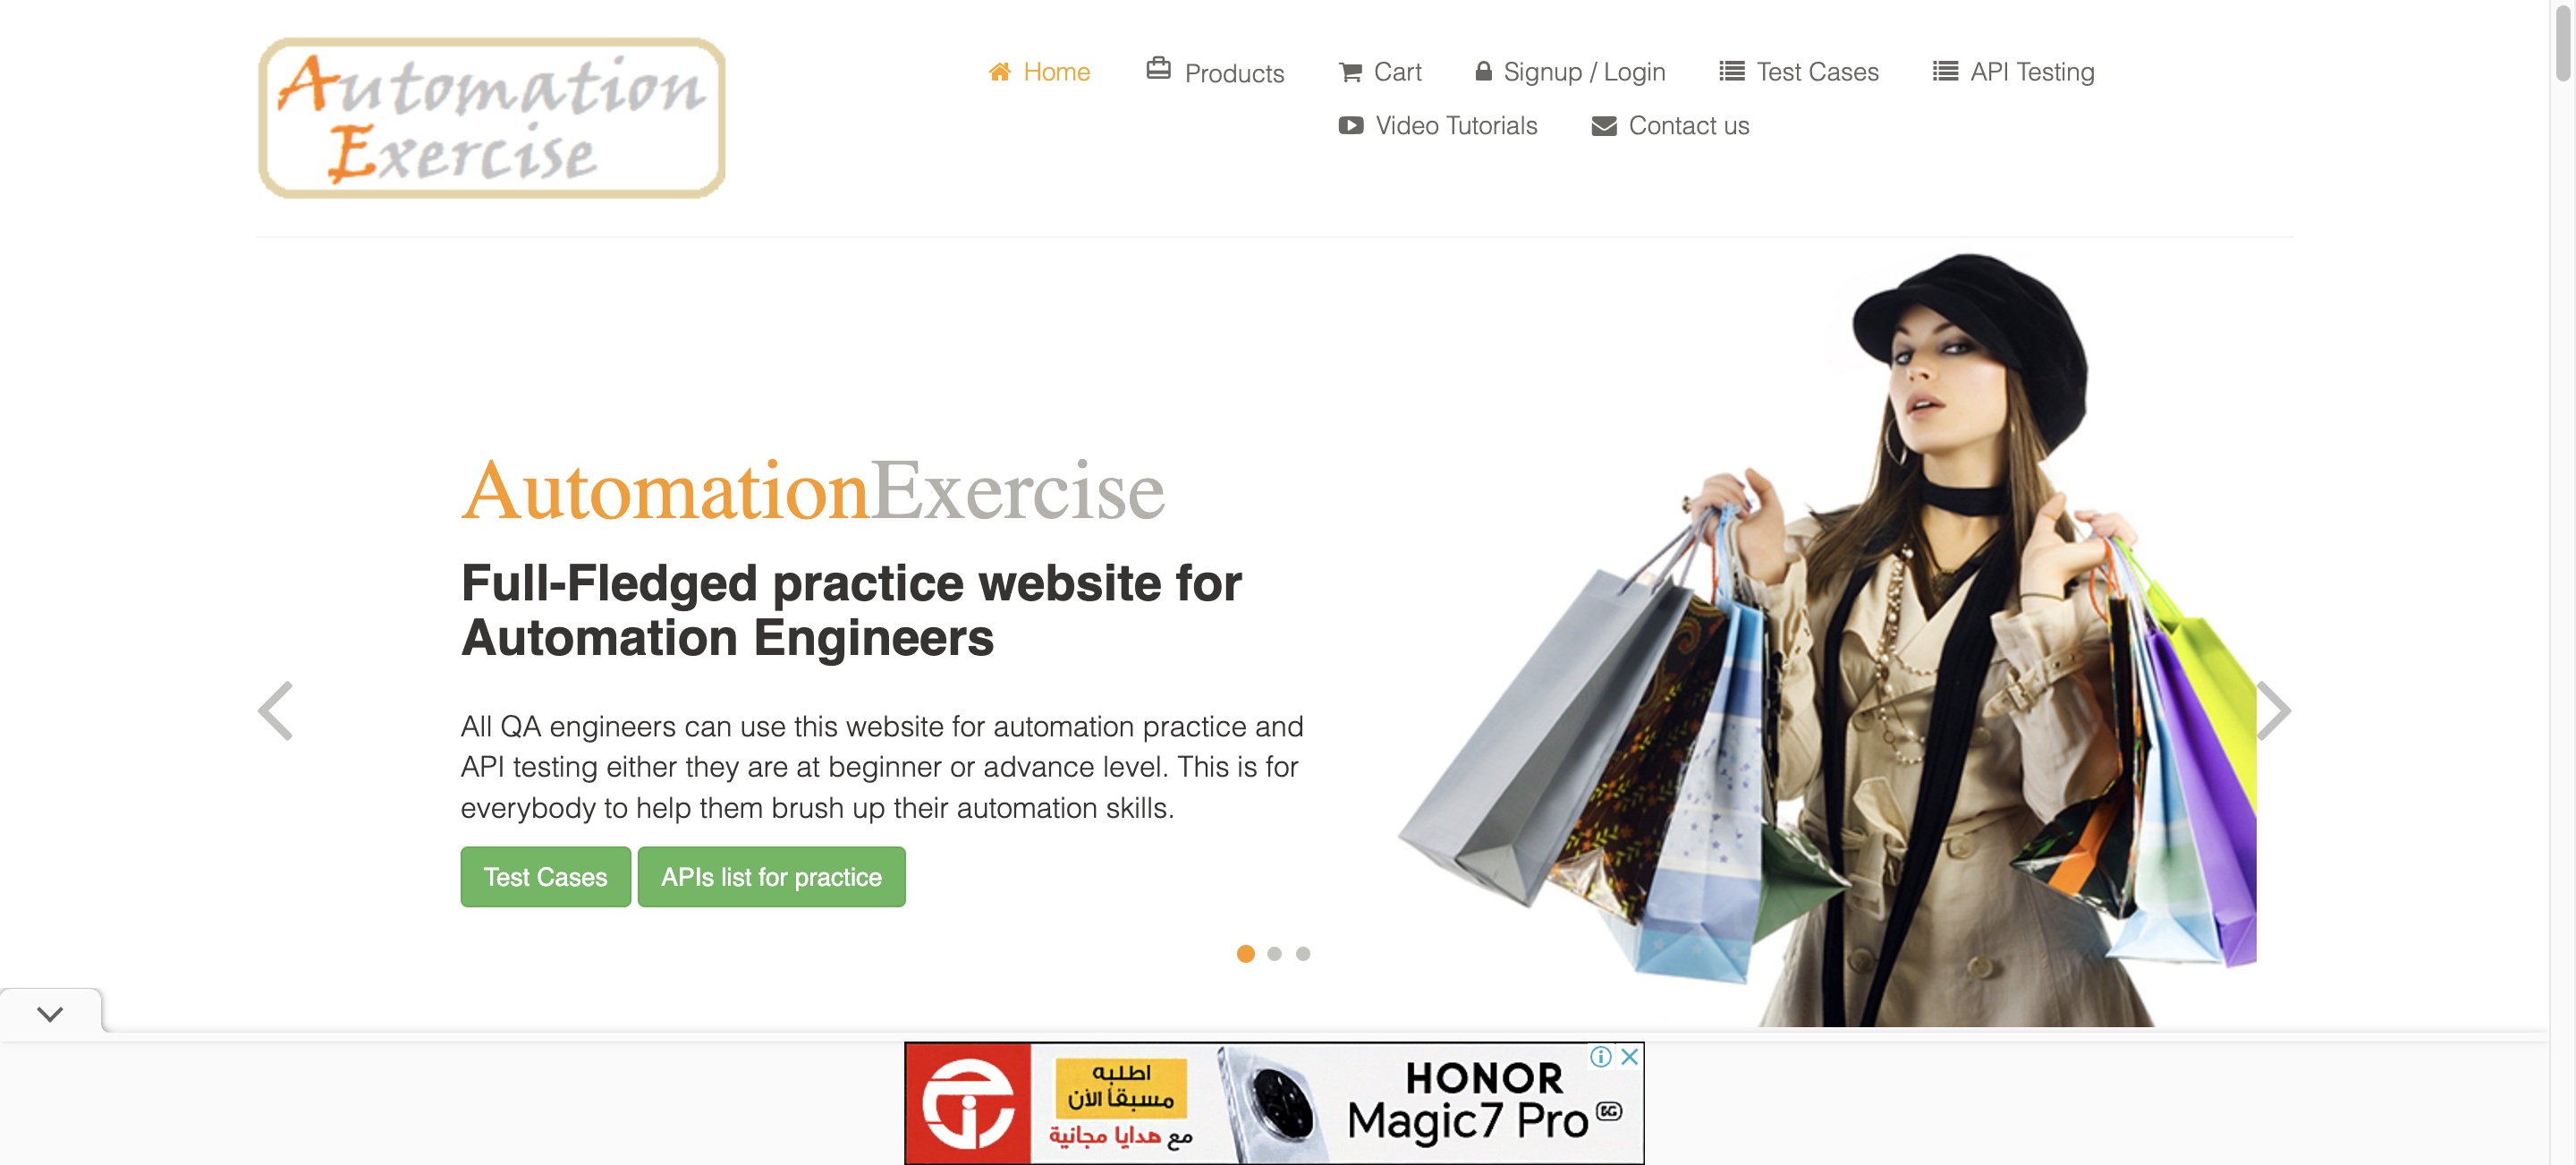 Automation
Exercise
Home
Products
Cart
Signup / Login
Test Cases
API Testing
Video Tutorials
Contact us
AutomationExercise
Full-Fledged practice website for
Automation Engineers
All QA engineers can use this website for automation practice and
API testing either they are at beginner or advance level. This is for
everybody to help them brush up their automation skills.
Test Cases
APIs list for practice
اطلبه
مسبقاً الآن
مع هدايا مجانية
HONOR
Magic7 Pro 5G